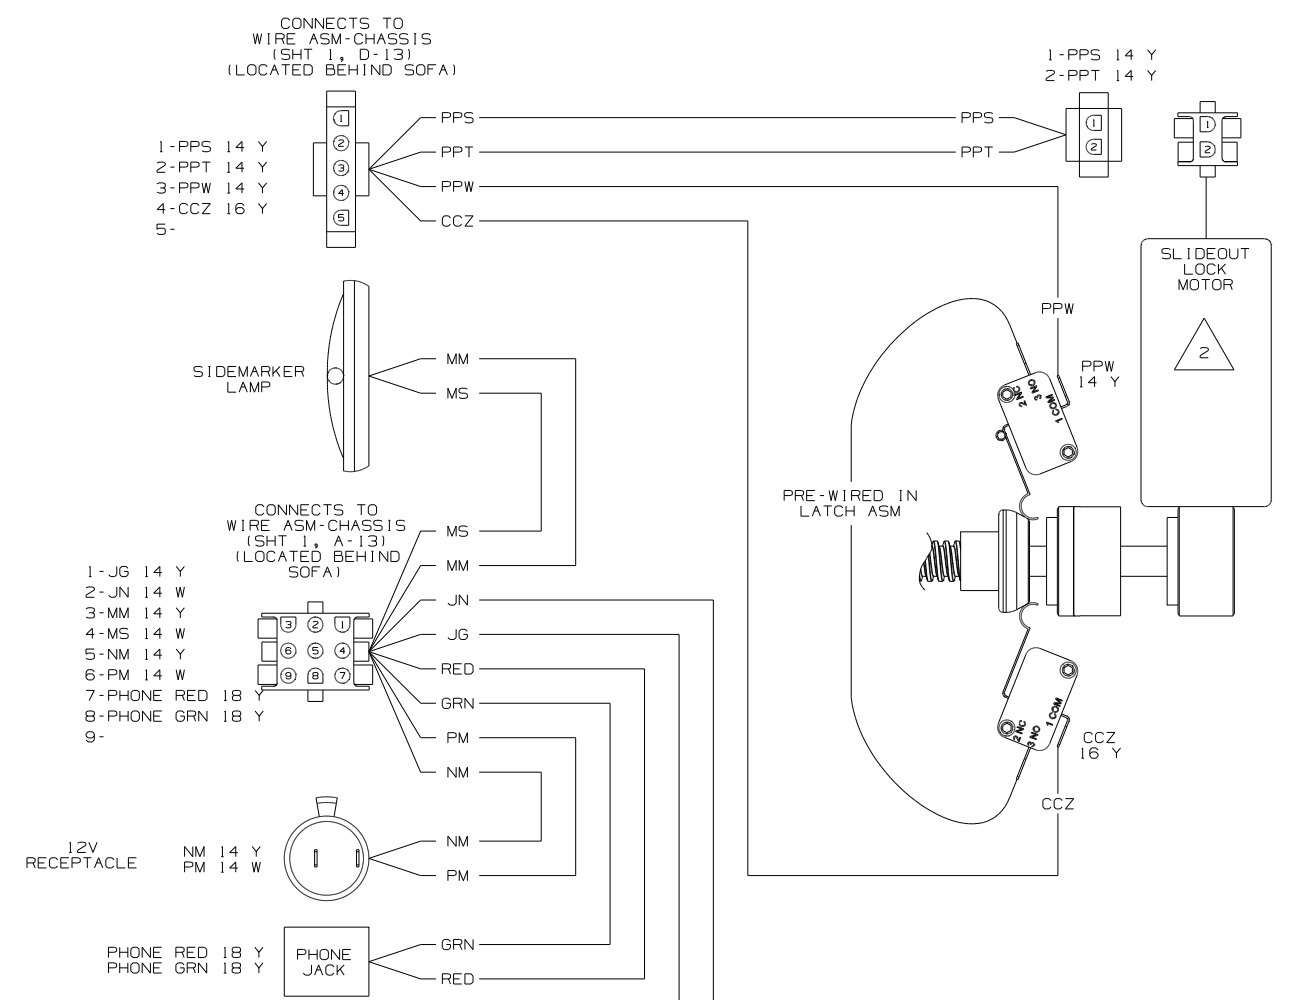 CONNECTS TO
WIRE ASM-CHASSIS
(SHT 1, D-13)
(LOCATED BEHIND SOFA)
1-PPS 14 Y
2-PPT 14 Y
3-PPW 14 Y
4-CCZ 16 Y
5-
1
2
3
4
5
PPS
PPT
PPW
CCZ
PPS
PPT
1-PPS 14 Y
2-PPT 14 Y
1
2
1
2
SLIDEOUT
LOCK
MOTOR
2
PPW
PPW
14 Y
2 NC
3 NO
1 COM
SIDEMARKER
LAMP
MM
MS
PRE-WIRED IN
LATCH ASM
CONNECTS TO
WIRE ASM-CHASSIS
(SHT 1, A-13)
(LOCATED BEHIND
SOFA)
1-JG 14 Y
2-JN 14 W
3-MM 14 Y
4-MS 14 W
5-NM 14 Y
6-PM 14 W
7-PHONE RED 18 Y
8-PHONE GRN 18 Y
9-
3 2 1
6 5 4
9 8 7
MS
MM
JN
JG
RED
GRN
PM
NM
2 NC
3 NO
1 COM
CCZ
16 Y
CCZ
12V
RECEPTACLE
NM 14 Y
PM 14 W
NM
PM
PHONE RED 18 Y
PHONE GRN 18 Y
PHONE
JACK
GRN
RED